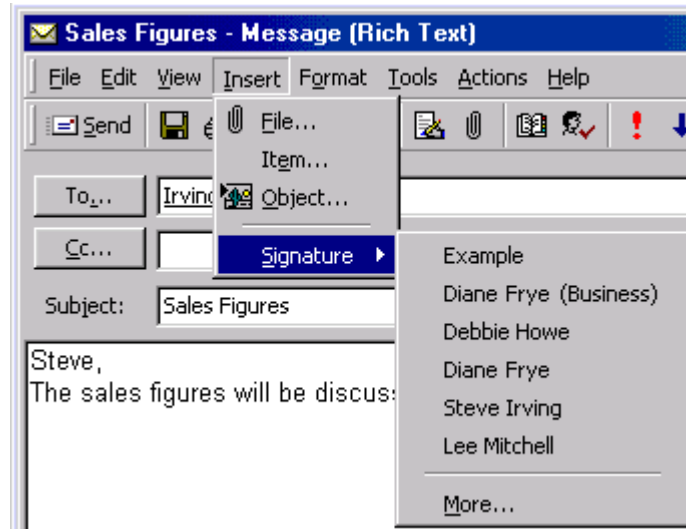 Sales Figures - Message (Rich Text)
File Edit View Insert Format Tools Actions Help
Send
File...
Item...
Object...
Signature
To...
Cc...
Subject: Sales Figures
Example
Diane Frye (Business)
Debbie Howe
Diane Frye
Steve Irving
Lee Mitchell
More...
Steve,
The sales figures will be